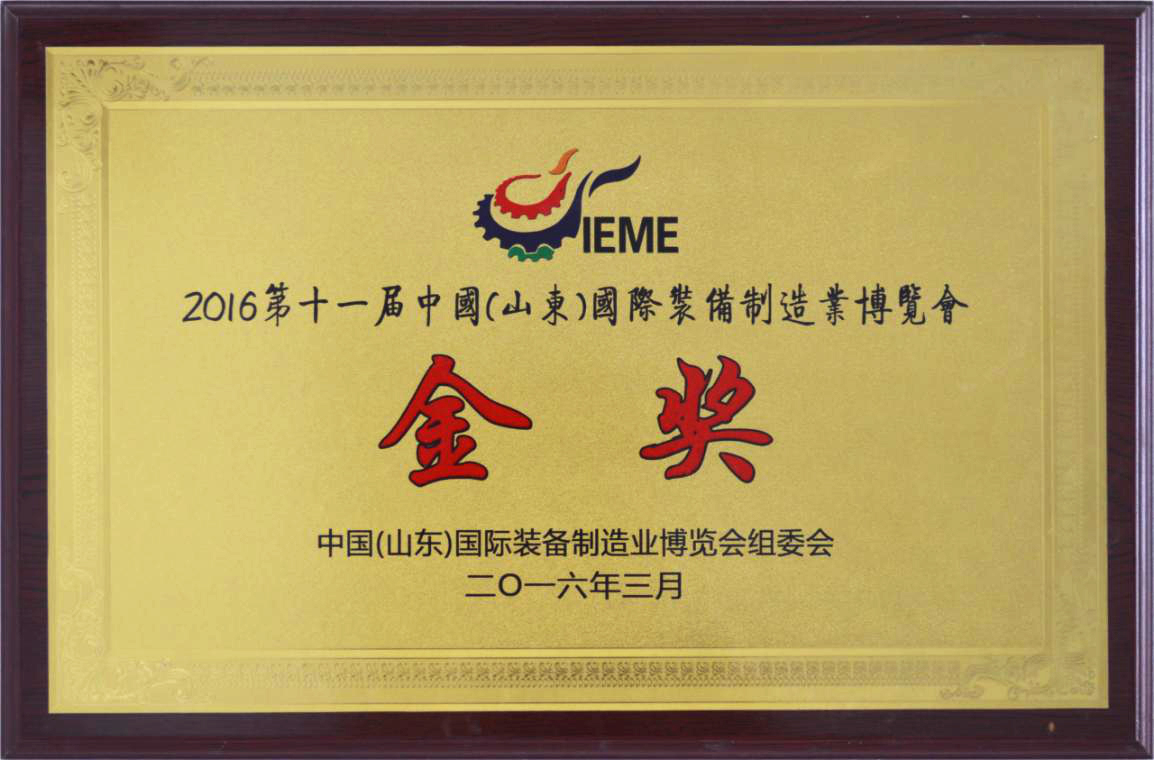 IEME
2016第十一届中國(山東)國際裝備制造業博覽會
金奖
中国(山东)国际装备制造业博览会组委会
二〇一六年三月